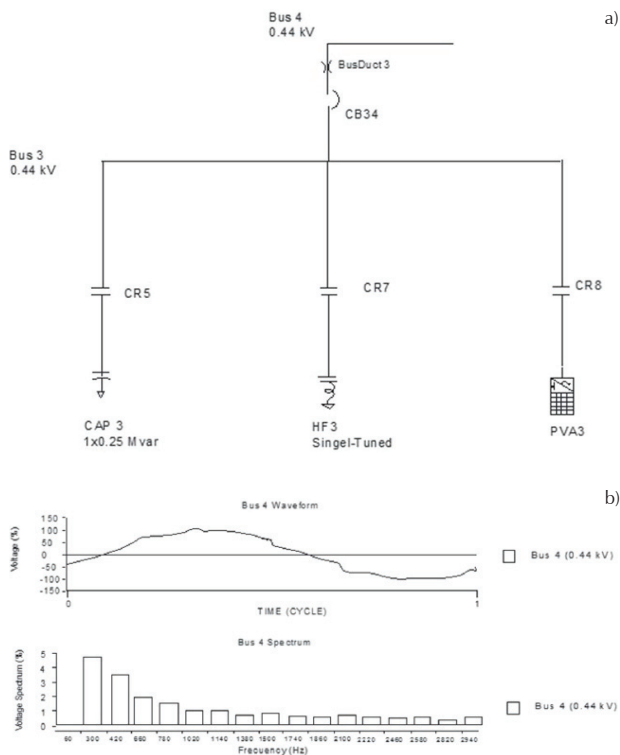 a)
Bus 4
0.44 kV
BusDuct 3
CB34
Bus 3
0.44 kV
CR5
CR7
CR8
CAP 3
1x0.25 Mvar
HF3
Singel-Tuned
PVA3
b)
Bus 4 Waveform
Voltage (%)
150
100
50
0
-50
-100
-150
0
1
TIME (CYCLE)
Bus 4 (0.44 kV)
Bus 4 Spectrum
Voltage Spectrum (%)
5
4
3
2
1
0
60 300 420 660 780 1020 1140 1380 1500 1740 1860 2100 2220 2460 2580 2820 2940
Frecuency (Hz)
Bus 4 (0.44 kV)